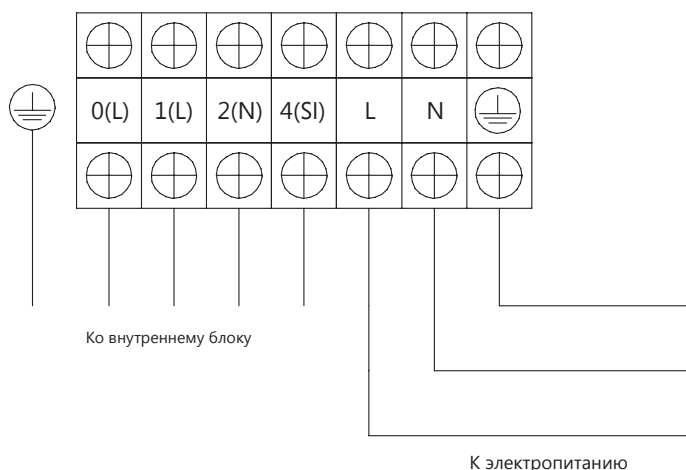 0(L) 1(L) 2(N) 4(SI) L N
Ко внутреннему блоку
К электропитанию